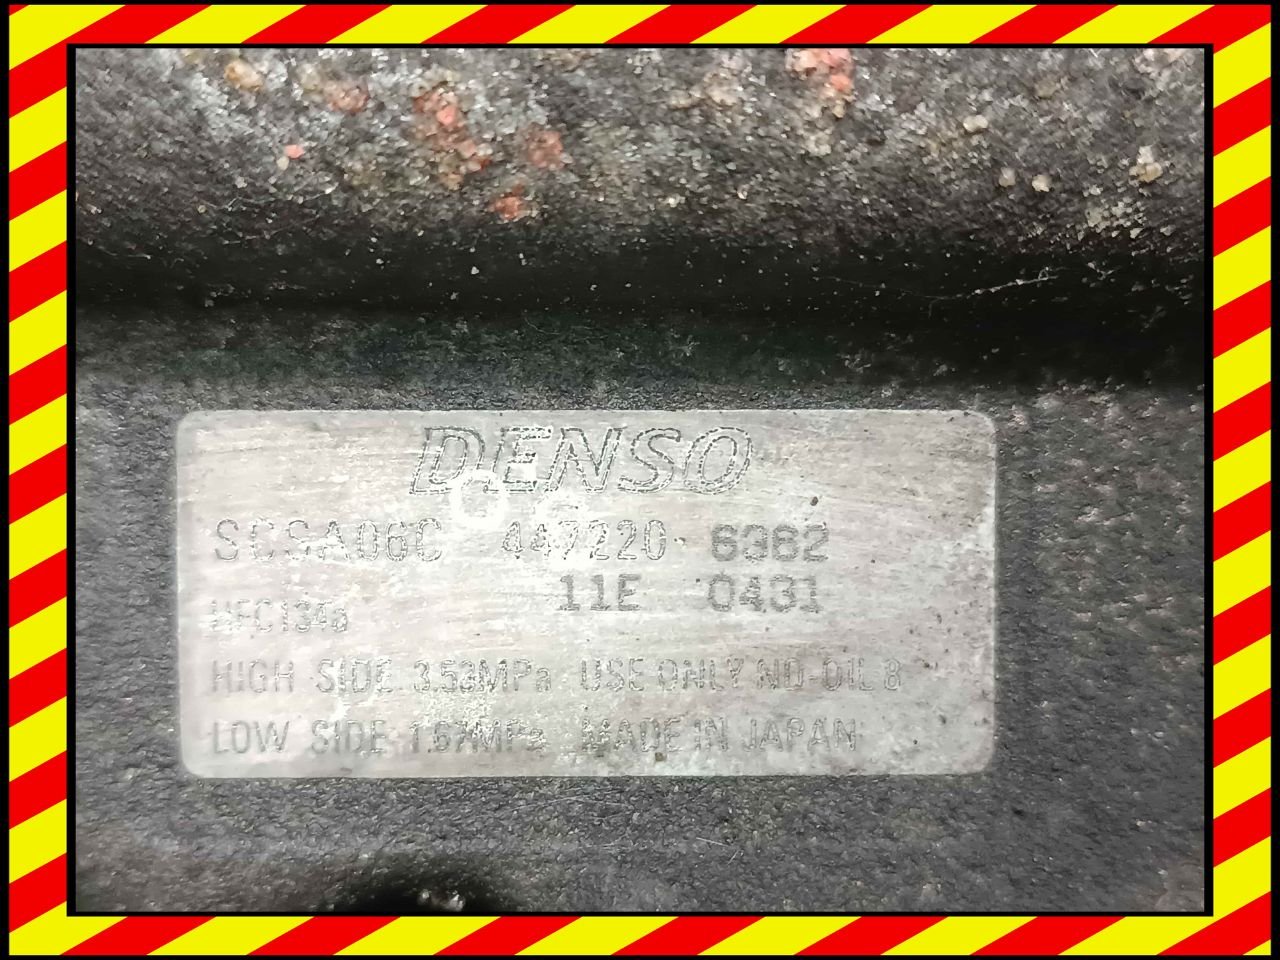 DENSO
SCSA06C 447220-6362
11E 0431
HFC134a
HIGH SIDE 3.53MPa USE ONLY ND-OIL 8
LOW SIDE 1.67MPa MADE IN JAPAN